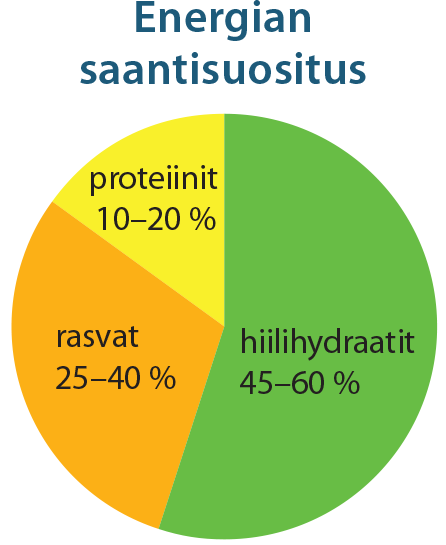 Energian
saantisuositus
proteiinit
10–20 %
rasvat
25–40 %
hiilihydraatit
45–60 %